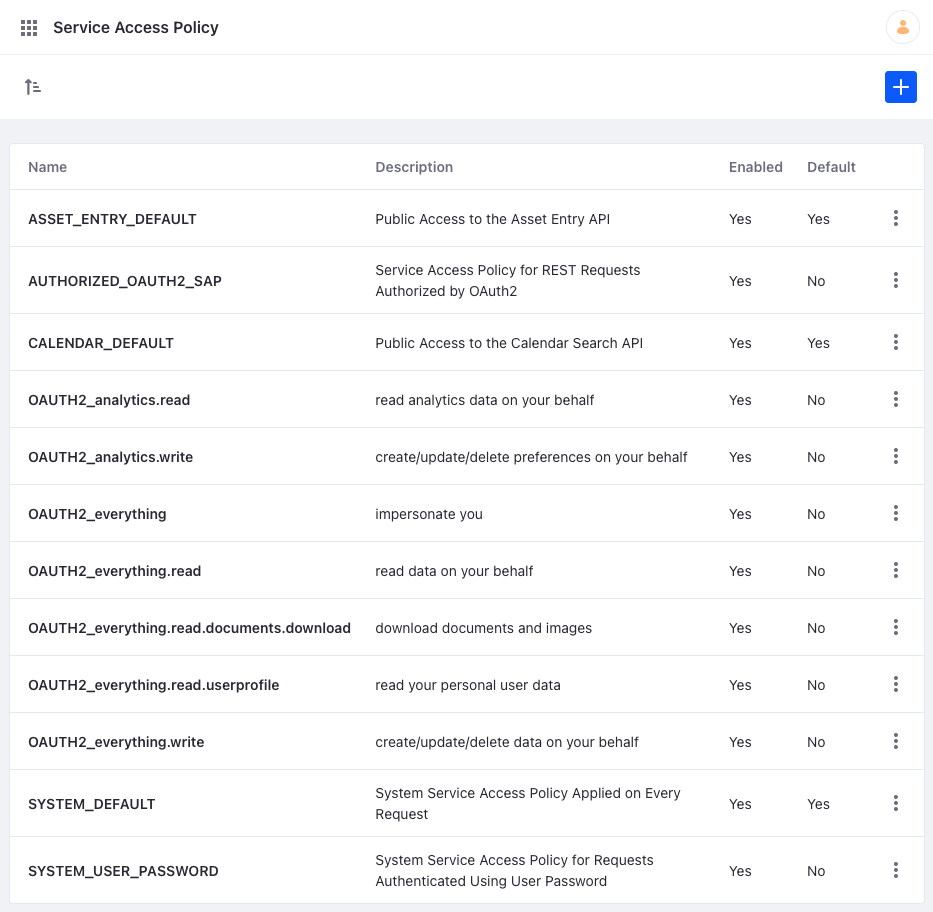 Service Access Policy
Name Description Enabled Default
ASSET_ENTRY_DEFAULT Public Access to the Asset Entry API Yes Yes
AUTHORIZED_OAUTH2_SAP Service Access Policy for REST Requests
Authorized by OAuth2 Yes No
CALENDAR_DEFAULT Public Access to the Calendar Search API Yes Yes
OAUTH2_analytics.read read analytics data on your behalf Yes No
OAUTH2_analytics.write create/update/delete preferences on your behalf Yes No
OAUTH2_everything impersonate you Yes No
OAUTH2_everything.read read data on your behalf Yes No
OAUTH2_everything.read.documents.download download documents and images Yes No
OAUTH2_everything.read.userprofile read your personal user data Yes No
OAUTH2_everything.write create/update/delete data on your behalf Yes No
SYSTEM_DEFAULT System Service Access Policy Applied on Every
Request Yes Yes
SYSTEM_USER_PASSWORD System Service Access Policy for Requests
Authenticated Using User Password Yes No